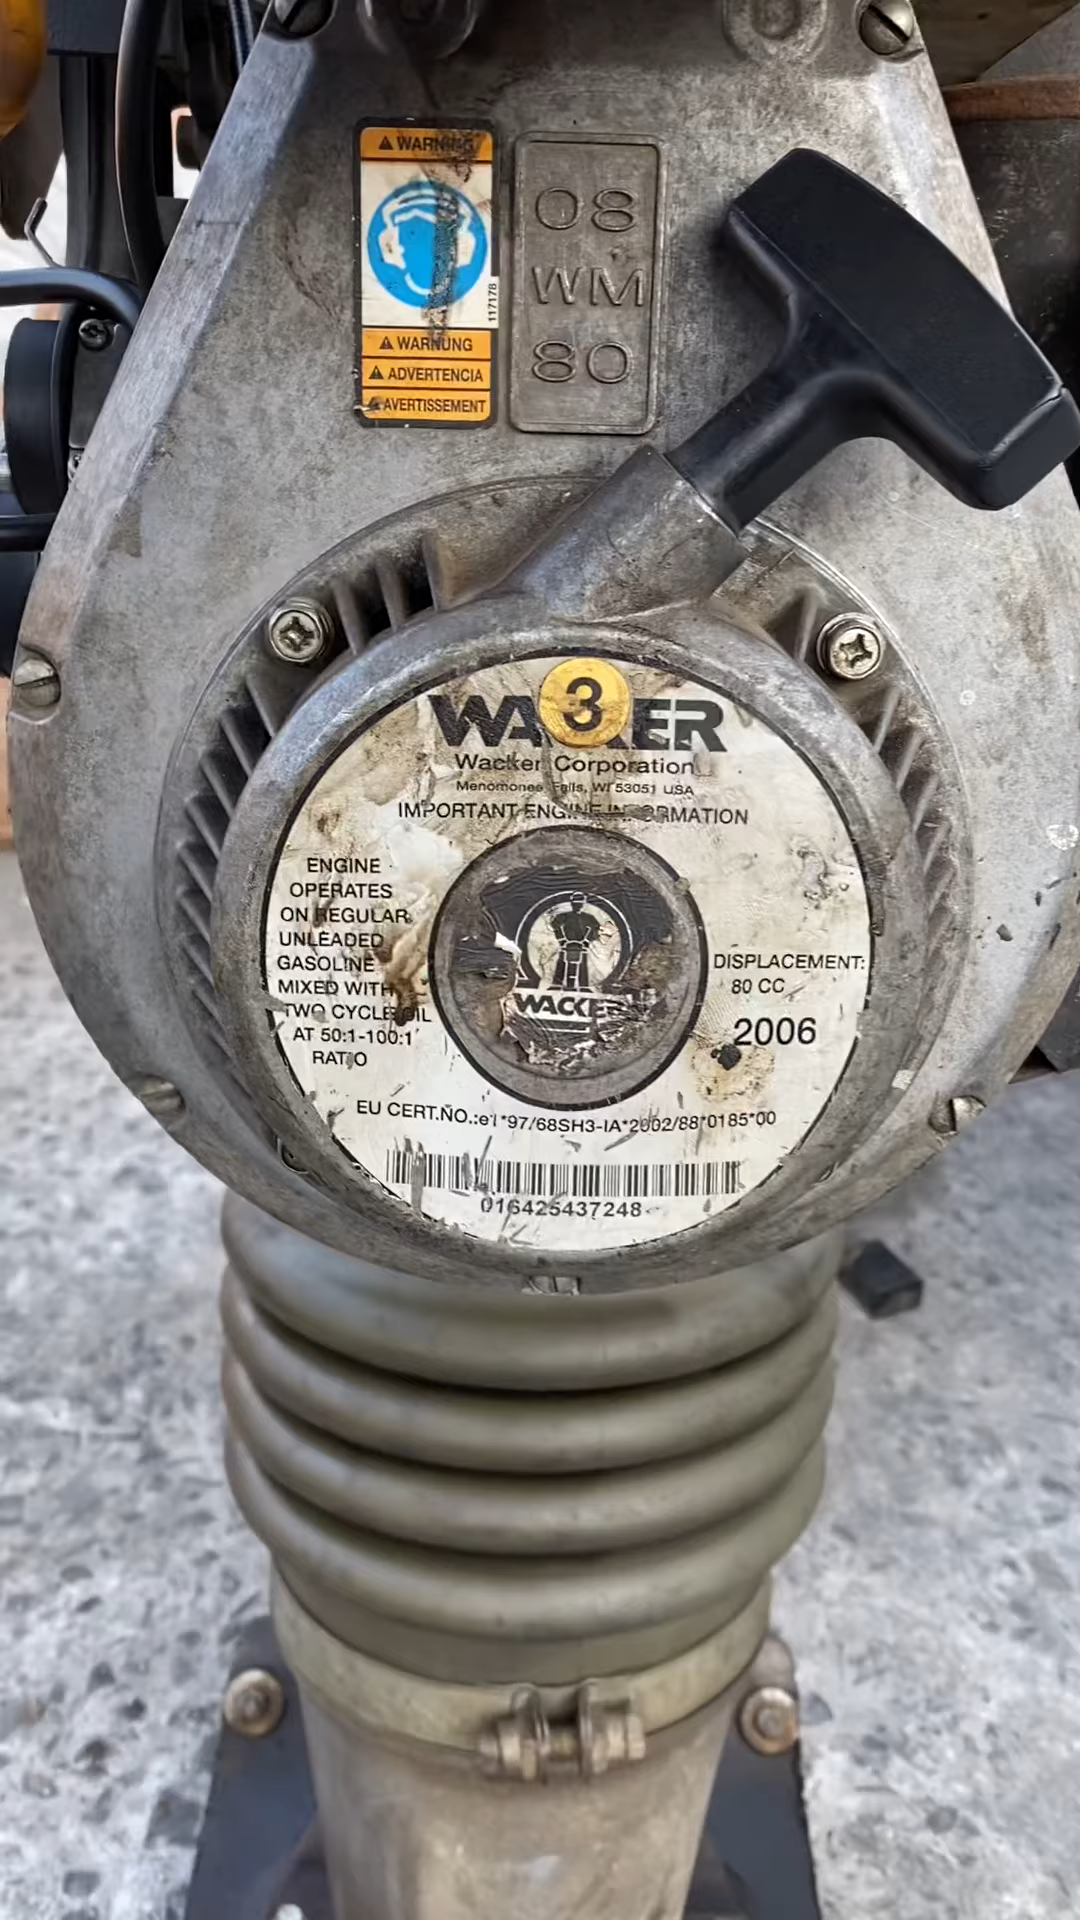 WARNING
117178
WARNUNG
ADVERTENCIA
AVERTISSEMENT
08
WM
80
3
WACKER
Wacker Corporation
Menomonee Falls, WI 53051 USA
IMPORTANT ENGINE INFORMATION
ENGINE
OPERATES
ON REGULAR
UNLEADED
GASOLINE
MIXED WITH
TWO CYCLE OIL
AT 50:1-100:1
RATIO
WACKER
DISPLACEMENT:
80 CC
2006
EU CERT.NO.:e1*97/68SH3-IA*2002/88*0185*00
016425437248